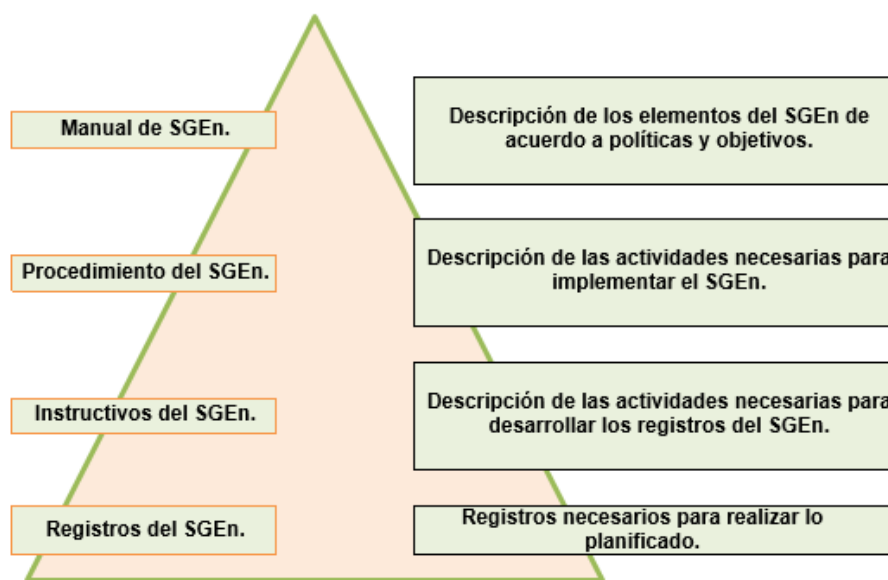 Manual de SGEn.
Descripción de los elementos del SGEn de
acuerdo a políticas y objetivos.
Procedimiento del SGEn.
Descripción de las actividades necesarias para
implementar el SGEn.
Instructivos del SGEn.
Descripción de las actividades necesarias para
desarrollar los registros del SGEn.
Registros del SGEn.
Registros necesarios para realizar lo
planificado.